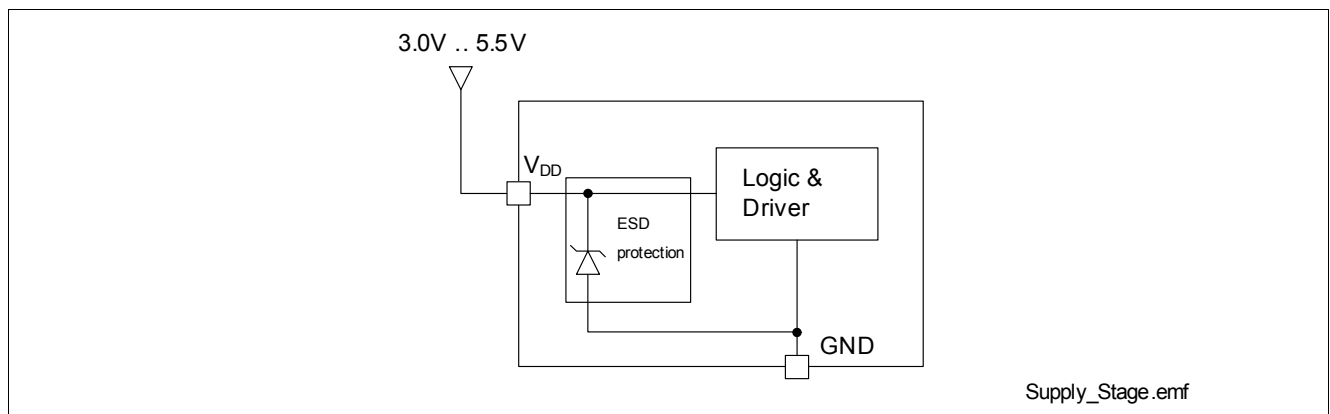 3.0V .. 5.5V
VDD
Logic &
Driver
ESD
protection
GND
Supply_Stage.emf